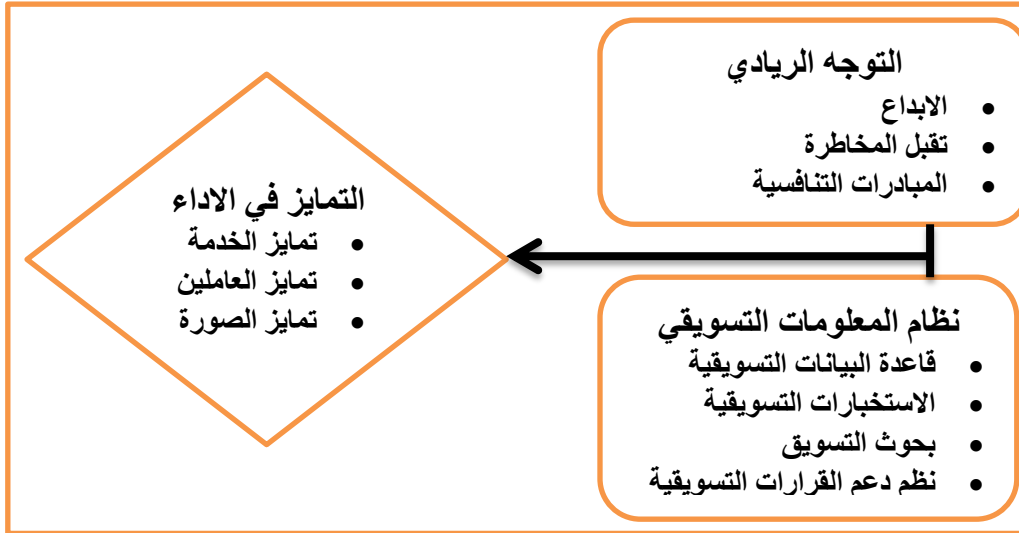 التوجه الريادي
• الابداع
• تقبل المخاطرة
• المبادرات التنافسية
التمايز في الاداء
• تمايز الخدمة
• تمايز العاملين
• تمايز الصورة
نظام المعلومات التسويقي
• قاعدة البيانات التسويقية
• الاستخبارات التسويقية
• بحوث التسويق
• نظم دعم القرارات التسويقية